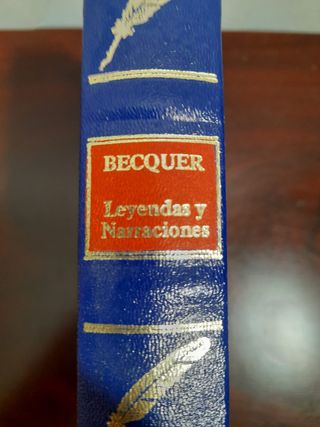 BECQUER
Leyendas y
Narraciones